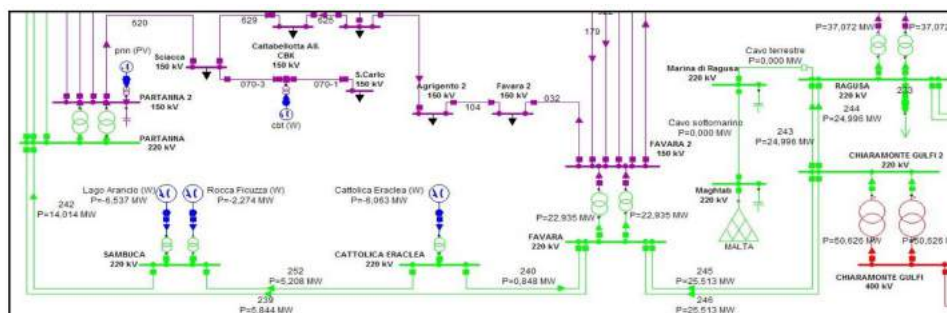 620
629
625
179
P=37,072 MW
P=37,072 MW
pnn (PV)
Sciacca
150 kV
Caltabellotta All.
CBK
150 kV
S.Carlo
150 kV
070-3
070-1
cbt (W)
Agrigento 2
150 kV
104
Favara 2
150 kV
032
PARTANNA 2
150 kV
PARTANNA
220 kV
Cavo terrestre
P=0,000 MW
Marina di Ragusa
220 kV
RAGUSA
220 kV
244
P=24,996 MW
243
P=24,996 MW
Cavo sottomarino
P=0,000 MW
FAVARA 2
150 kV
CHIARAMONTE GULFI 2
220 kV
Maghtab
220 kV
MALTA
242
P=14,014 MW
Lago Arancio (W)
P=-6,537 MW
Rocca Ficuzza (W)
P=-2,274 MW
Cattolica Eraclea (W)
P=-6,063 MW
P=22,935 MW
P=22,935 MW
P=50,626 MW
P=50,626 MW
SAMBUCA
220 kV
CATTOLICA ERACLEA
220 kV
FAVARA
220 kV
CHIARAMONTE GULFI
400 kV
252
P=5,208 MW
240
P=0,848 MW
245
P=25,513 MW
239
P=5,844 MW
246
P=25,513 MW